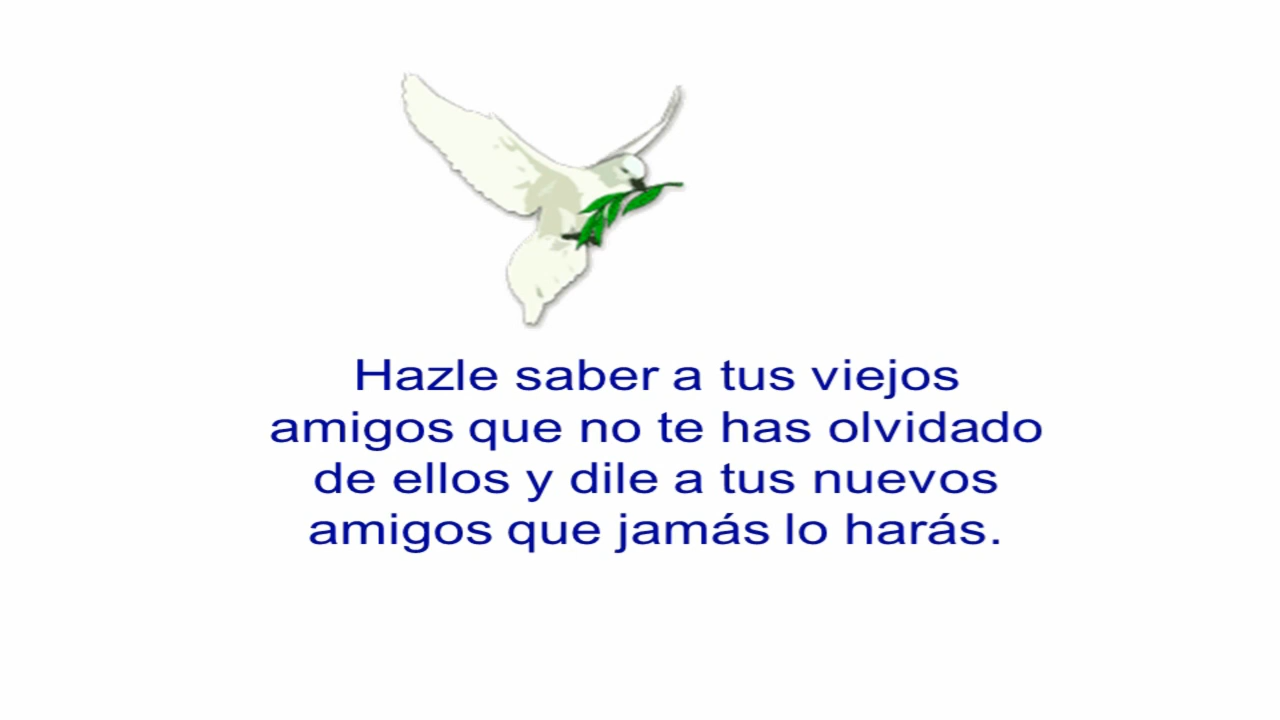 Hazle saber a tus viejos
amigos que no te has olvidado
de ellos y dile a tus nuevos
amigos que jamás lo harás.